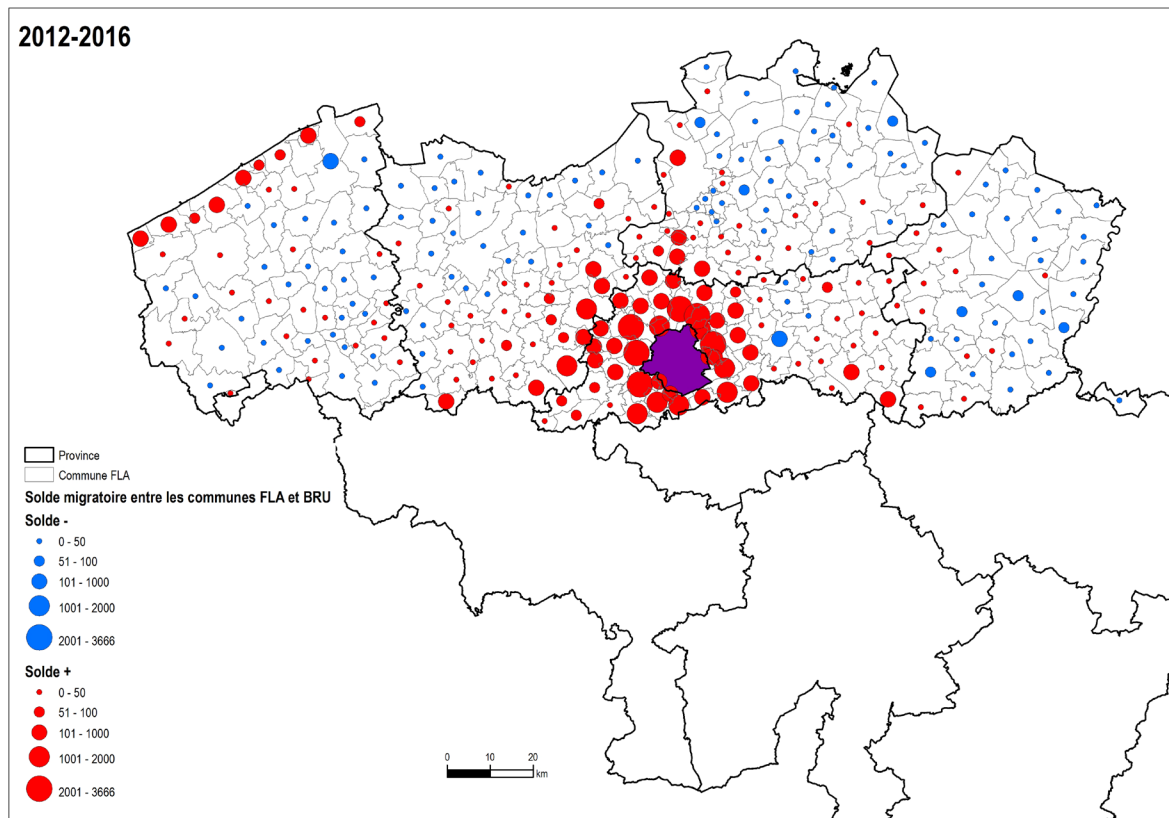 2012-2016
Province
Commune FLA
Solde migratoire entre les communes FLA et BRU
Solde -
0 - 50
51 - 100
101 - 1000
1001 - 2000
2001 - 3666
Solde +
0 - 50
51 - 100
101 - 1000
1001 - 2000
2001 - 3666
0 10 20
km